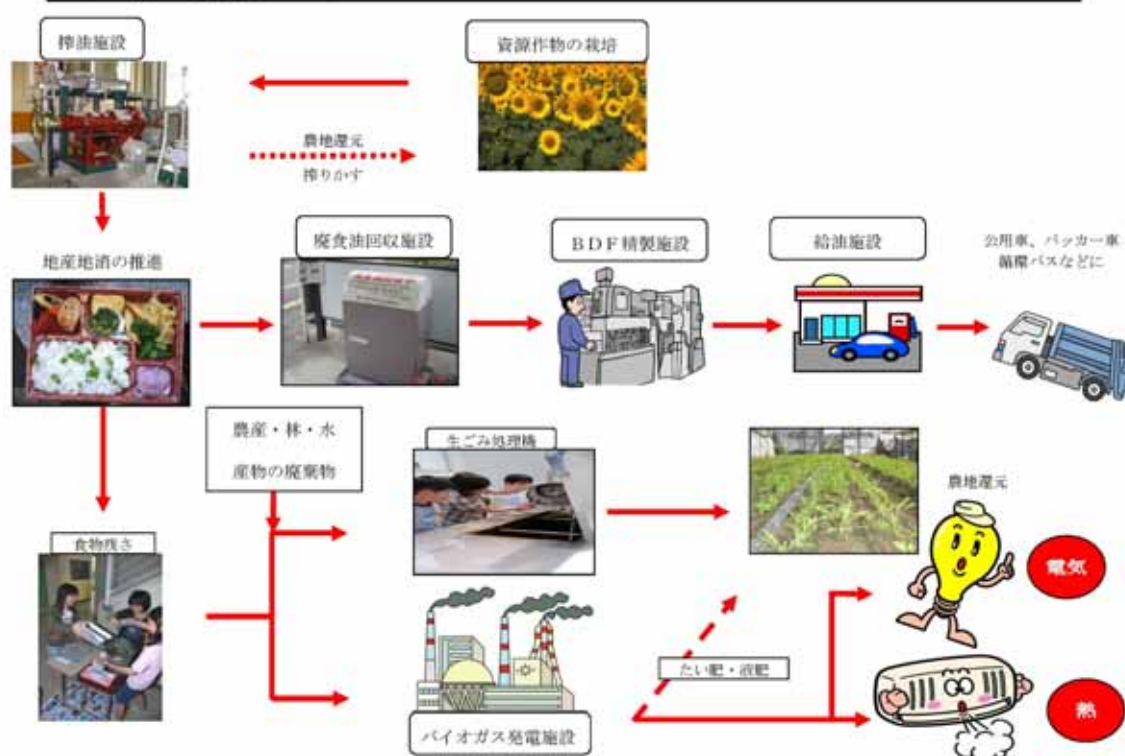 搾油施設
資源作物の栽培
農地還元
搾りかす
地産地消の推進
廃食油回収施設
BDF精製施設
給油施設
公用車、パッカー車
循環バスなどに
農産・林・水
産物の廃棄物
生ごみ処理機
農地還元
食物残さ
電気
たい肥・液肥
熱
バイオガス発電施設